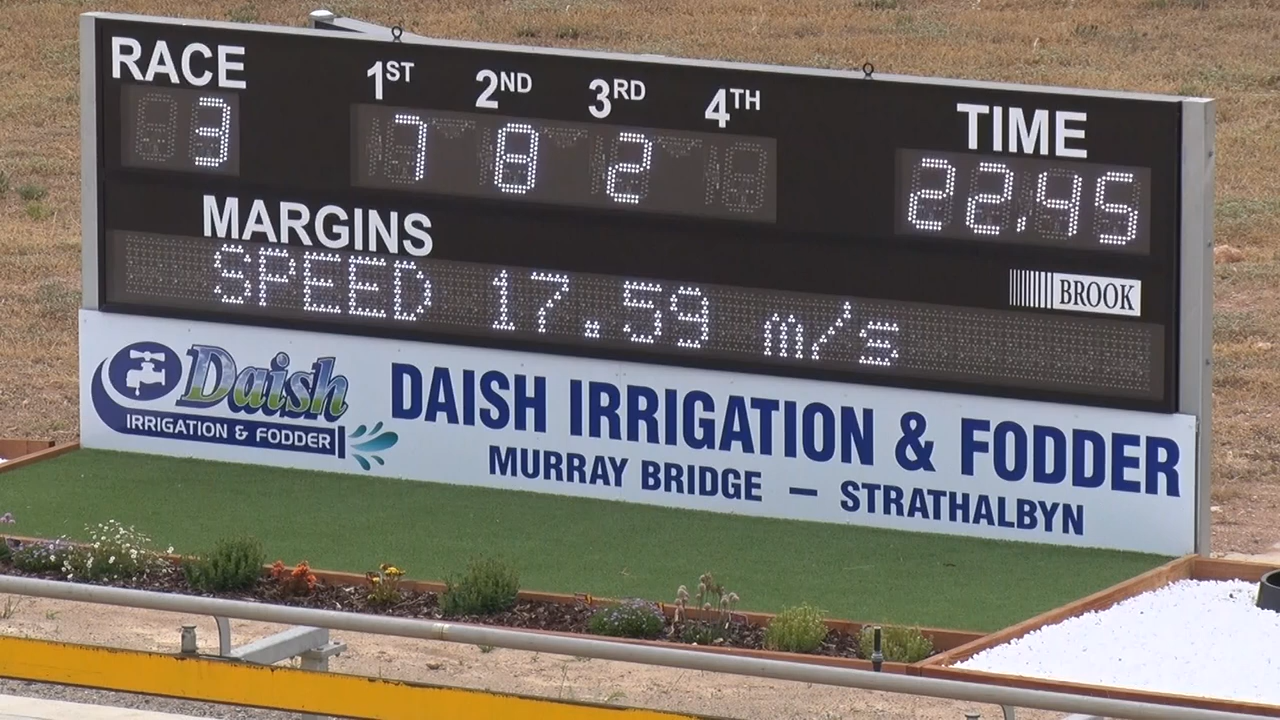 RACE 1ST 2ND 3RD 4TH TIME
3 7 8 2 22.45
MARGINS
SPEED 17.59 m/s
BROOK
Daish
IRRIGATION & FODDER
DAISH IRRIGATION & FODDER
MURRAY BRIDGE – STRATHALBYN